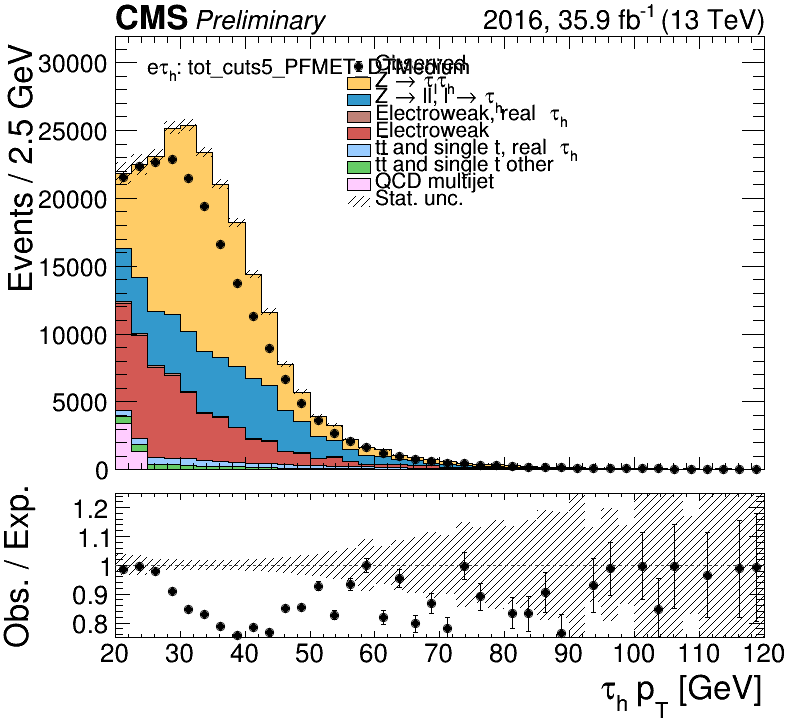 CMS Preliminary 2016, 35.9 fb⁻¹ (13 TeV)
Events / 2.5 GeV
30000
25000
20000
15000
10000
5000
0
eτh: tot_cuts5_PFMET
Medium
Observed
Z → τlτh
Z → ll, l → τh
Electroweak, real τh
Electroweak
tt̄ and single t, real τh
tt̄ and single t other
QCD multijet
Stat. unc.
Obs. / Exp.
1.2
1.1
1
0.9
0.8
20 30 40 50 60 70 80 90 100 110 120
τh pT [GeV]